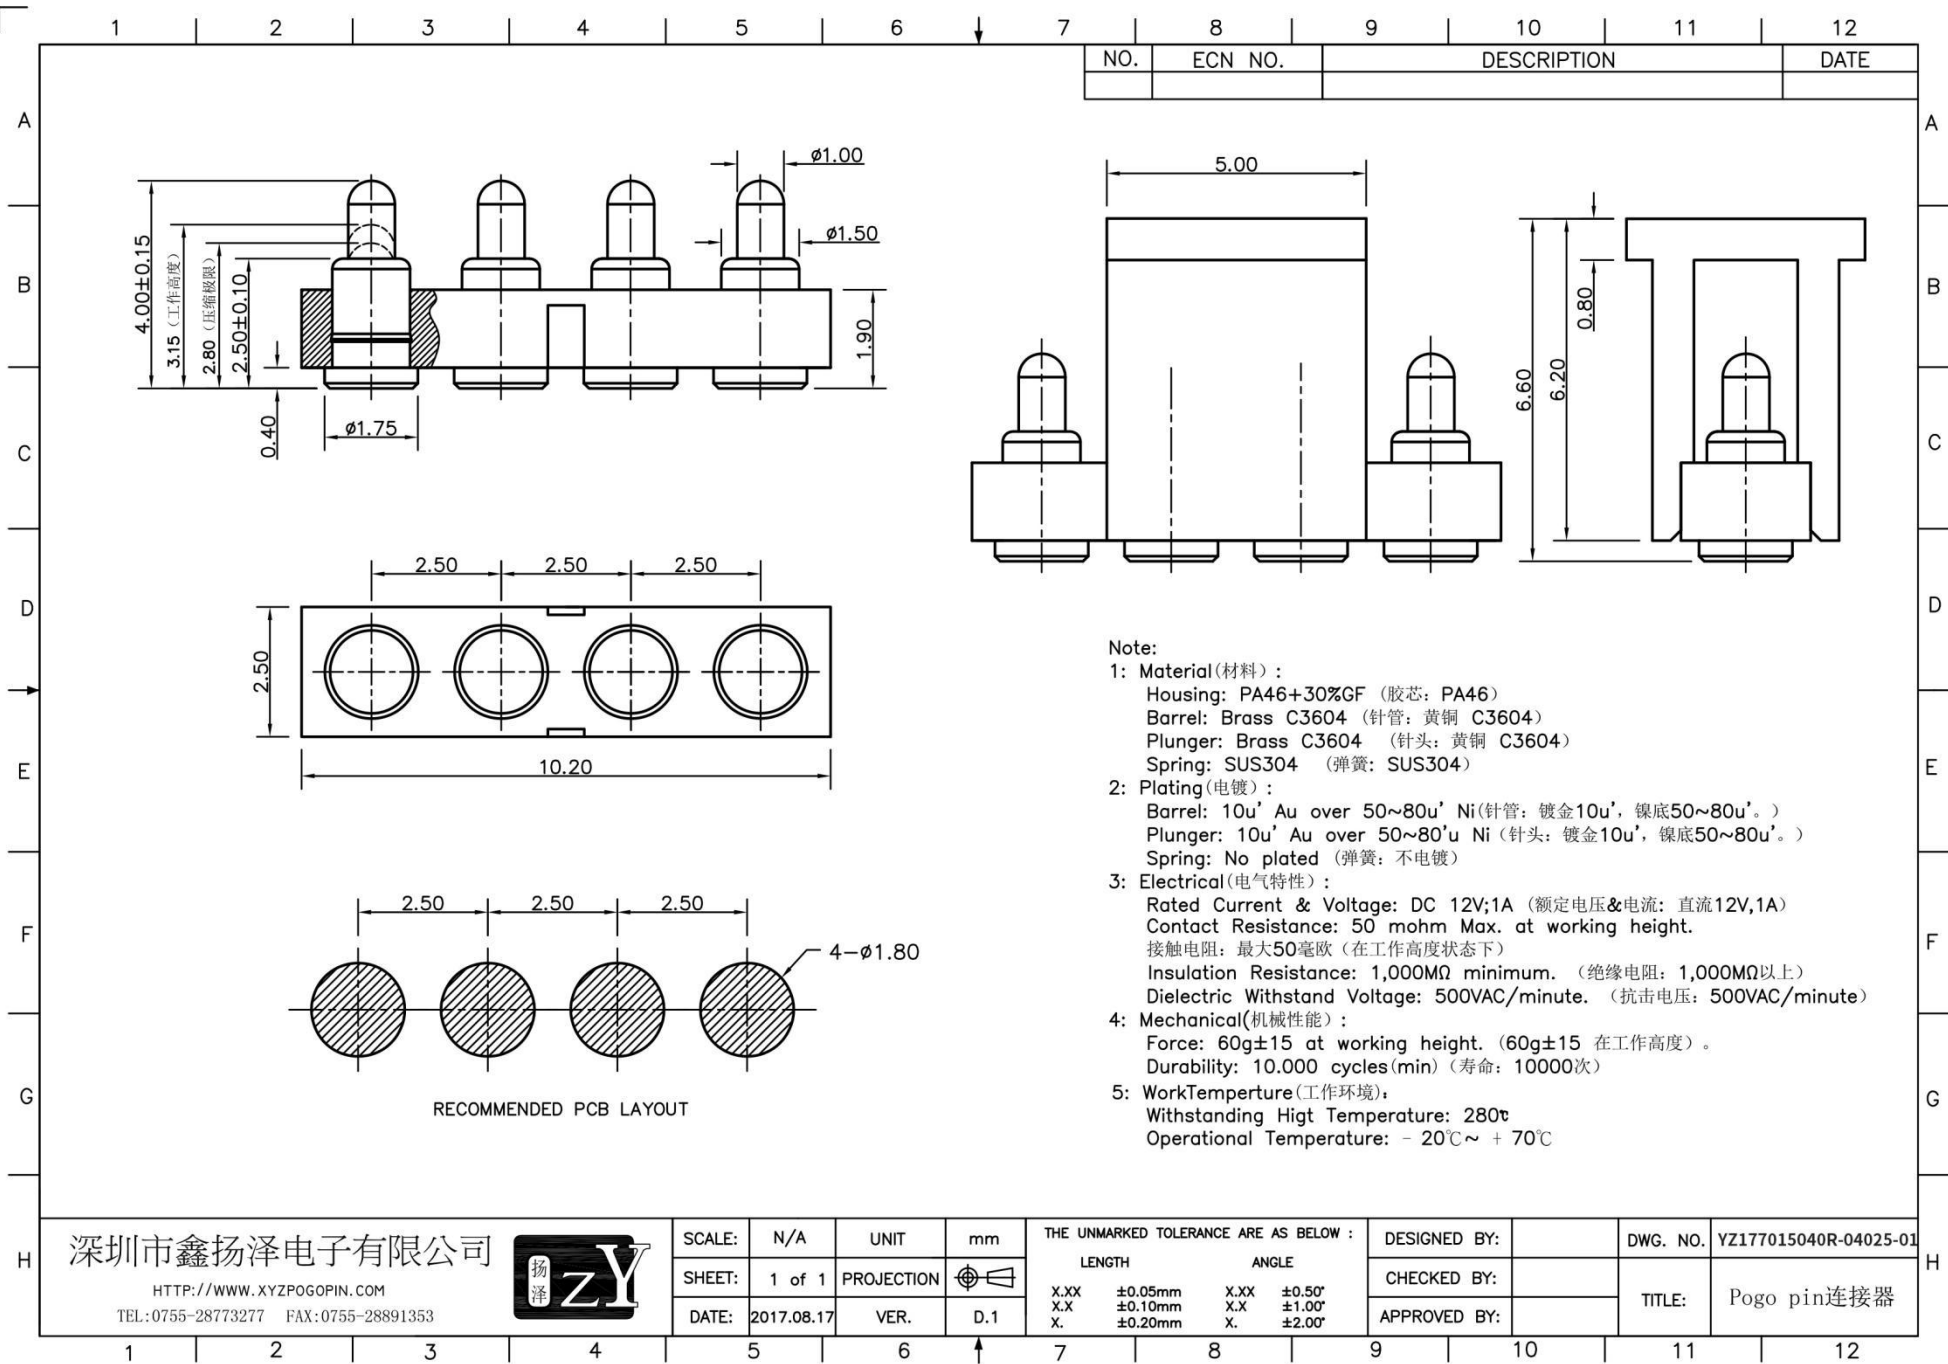 1 2 3 4 5 6 7 8 9 10 11 12
NO. ECN NO. DESCRIPTION DATE
A A
B B
C C
D D
E E
F F
G G
H H
ø1.00
ø1.50
4.00±0.15
3.15（工作高度）
2.80（压缩极限）
2.50±0.10
0.40
ø1.75
1.90
5.00
6.60
6.20
0.80
2.50 2.50 2.50
2.50
10.20
2.50 2.50 2.50
4-ø1.80
RECOMMENDED PCB LAYOUT
Note:
1: Material(材料）:
Housing: PA46+30%GF （胶芯: PA46）
Barrel: Brass C3604 （针管: 黄铜 C3604）
Plunger: Brass C3604 （针头: 黄铜 C3604）
Spring: SUS304 （弹簧: SUS304）
2: Plating(电镀）:
Barrel: 10u' Au over 50~80u' Ni(针管: 镀金10u', 镍底50~80u'。)
Plunger: 10u' Au over 50~80'u Ni（针头: 镀金10u', 镍底50~80u'。)
Spring: No plated （弹簧: 不电镀）
3: Electrical(电气特性）:
Rated Current & Voltage: DC 12V;1A （额定电压&电流: 直流12V,1A）
Contact Resistance: 50 mohm Max. at working height.
接触电阻: 最大50毫欧（在工作高度状态下）
Insulation Resistance: 1,000MΩ minimum. （绝缘电阻: 1,000MΩ以上）
Dielectric Withstand Voltage: 500VAC/minute. （抗击电压: 500VAC/minute）
4: Mechanical(机械性能）:
Force: 60g±15 at working height. (60g±15 在工作高度）。
Durability: 10.000 cycles(min)（寿命: 10000次）
5: WorkTemperture(工作环境):
Withstanding Higt Temperature: 280℃
Operational Temperature: - 20℃~ + 70℃
深圳市鑫扬泽电子有限公司
HTTP://WWW.XYZPOGOPIN.COM
TEL:0755-28773277 FAX:0755-28891353
扬泽 ZY
SCALE: N/A UNIT mm
SHEET: 1 of 1 PROJECTION
DATE: 2017.08.17 VER. D.1
THE UNMARKED TOLERANCE ARE AS BELOW :
LENGTH ANGLE
X.XX ±0.05mm X.XX ±0.50°
X.X ±0.10mm X.X ±1.00°
X. ±0.20mm X. ±2.00°
DESIGNED BY:
CHECKED BY:
APPROVED BY:
DWG. NO. YZ177015040R-04025-01
TITLE: Pogo pin连接器
1 2 3 4 5 6 7 8 9 10 11 12